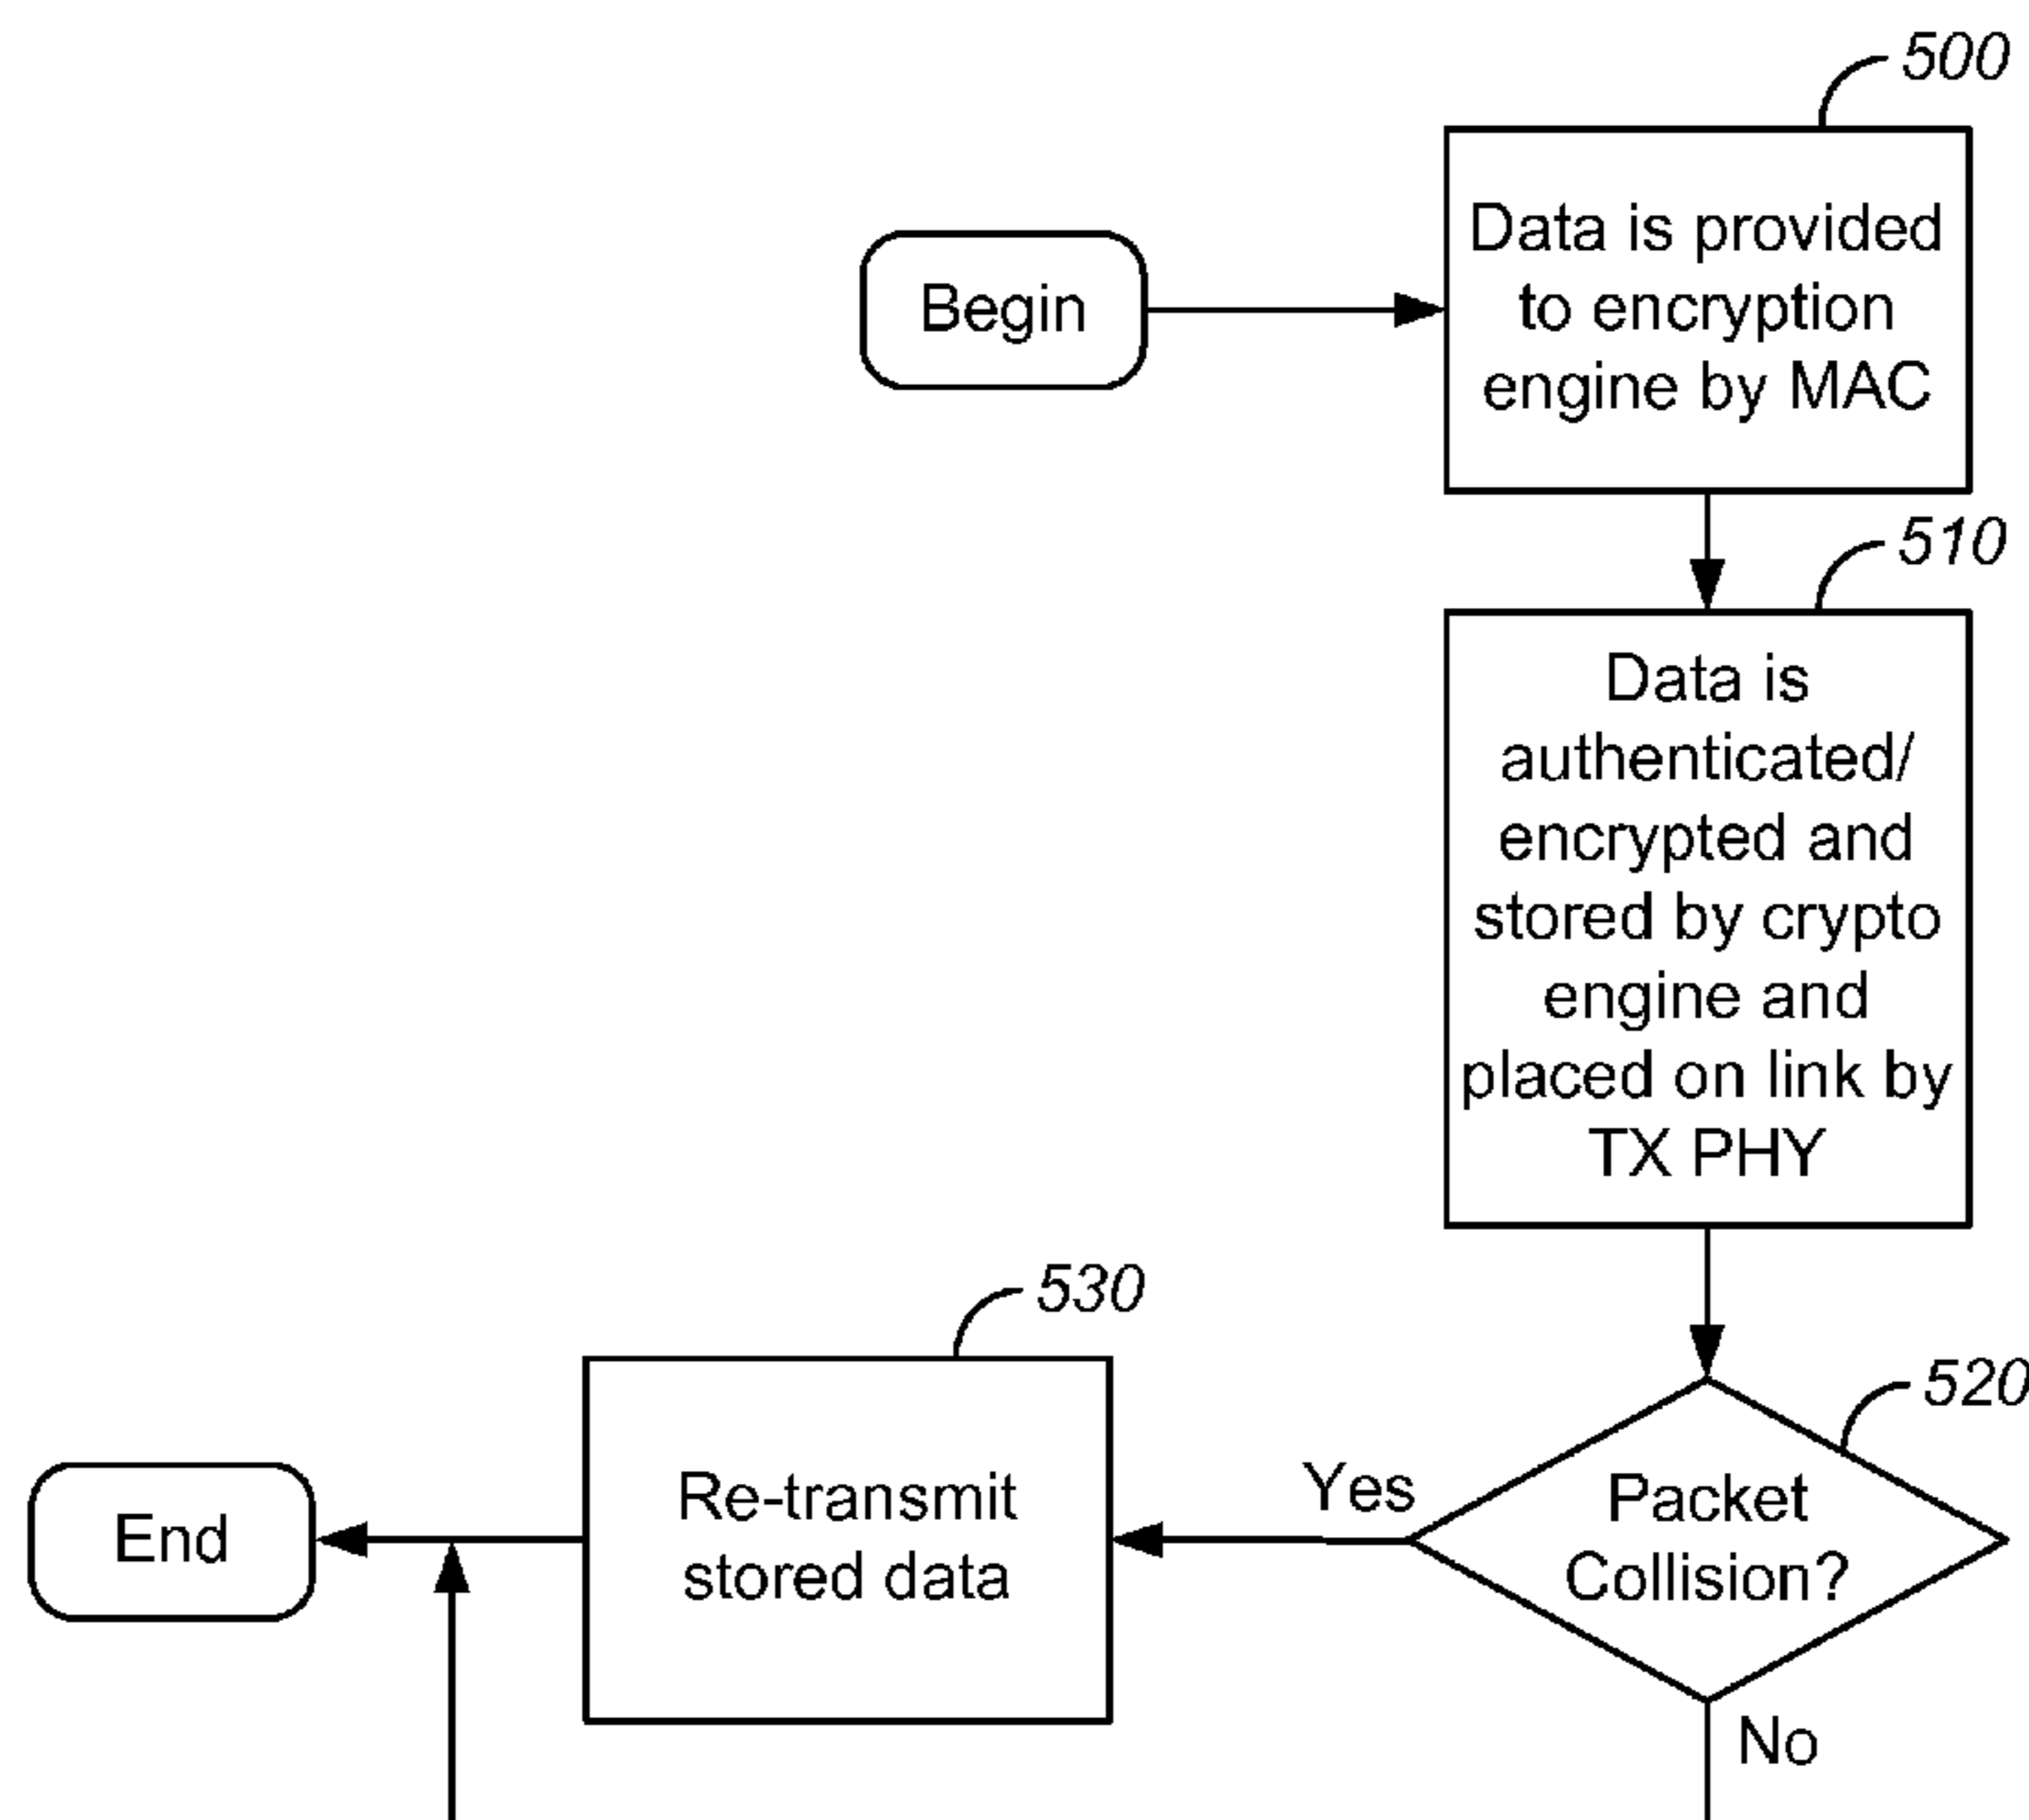 500
Begin
Data is provided
to encryption
engine by MAC
510
Data is
authenticated/
encrypted and
stored by crypto
engine and
placed on link by
TX PHY
530
520
End
Re-transmit
stored data
Yes
Packet
Collision?
No